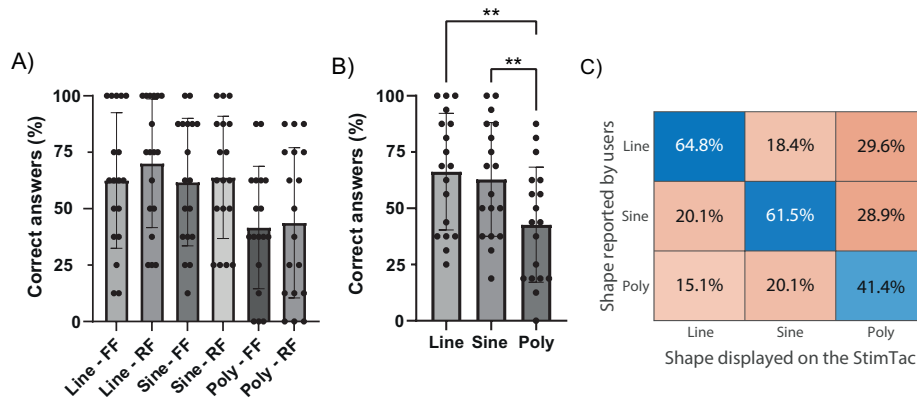 A)
Correct answers (%)
100
75
50
25
0
Line - FF
Line - RF
Sine - FF
Sine - RF
Poly - FF
Poly - RF
B)
**
**
Correct answers (%)
100
75
50
25
0
Line Sine Poly
C)
Shape reported by users
Line 64.8% 18.4% 29.6%
Sine 20.1% 61.5% 28.9%
Poly 15.1% 20.1% 41.4%
Line Sine Poly
Shape displayed on the StimTac